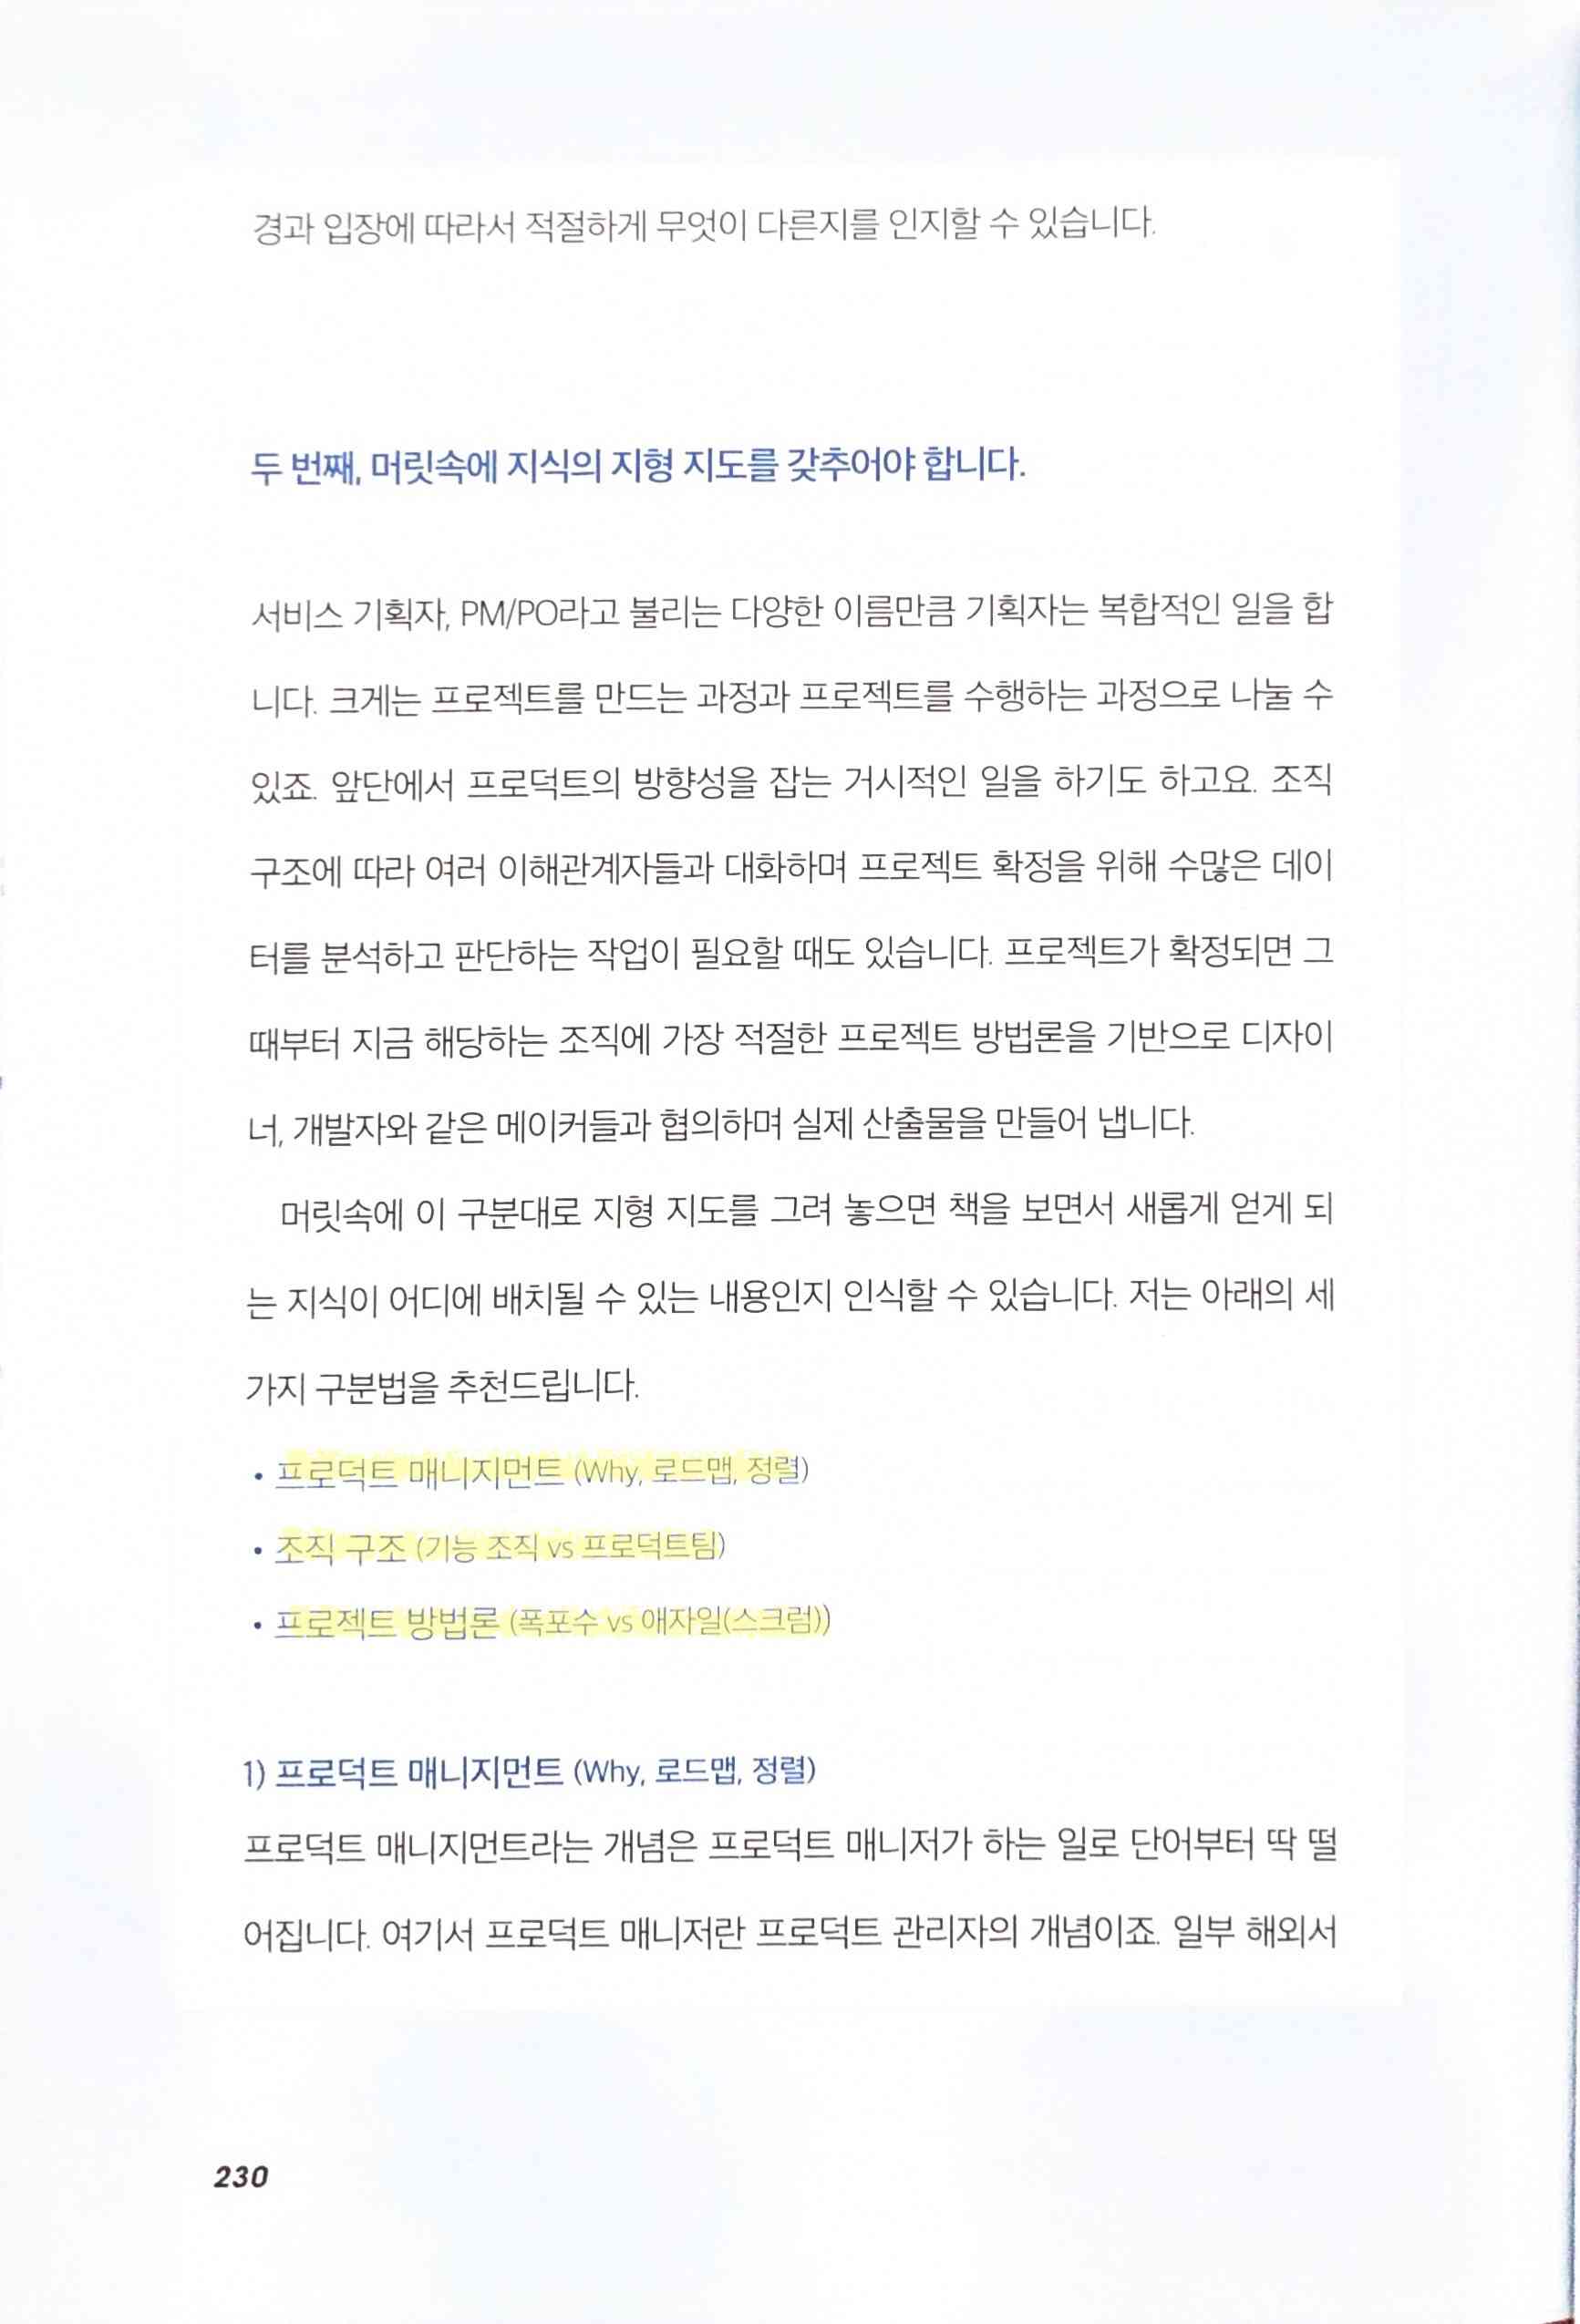 경과 입장에 따라서 적절하게 무엇이 다른지를 인지할 수 있습니다.
두 번째, 머릿속에 지식의 지형 지도를 갖추어야 합니다.
서비스 기획자, PM/PO라고 불리는 다양한 이름만큼 기획자는 복합적인 일을 합
니다. 크게는 프로젝트를 만드는 과정과 프로젝트를 수행하는 과정으로 나눌 수
있죠. 앞단에서 프로덕트의 방향성을 잡는 거시적인 일을 하기도 하고요. 조직
구조에 따라 여러 이해관계자들과 대화하며 프로젝트 확정을 위해 수많은 데이
터를 분석하고 판단하는 작업이 필요할 때도 있습니다. 프로젝트가 확정되면 그
때부터 지금 해당하는 조직에 가장 적절한 프로젝트 방법론을 기반으로 디자이
너, 개발자와 같은 메이커들과 협의하며 실제 산출물을 만들어 냅니다.
머릿속에 이 구분대로 지형 지도를 그려 놓으면 책을 보면서 새롭게 얻게 되
는 지식이 어디에 배치될 수 있는 내용인지 인식할 수 있습니다. 저는 아래의 세
가지 구분법을 추천드립니다.
• 프로덕트 매니지먼트 (Why, 로드맵, 정렬)
• 조직 구조 (기능 조직 vs 프로덕트팀)
• 프로젝트 방법론 (폭포수 vs 애자일(스크럼))
1) 프로덕트 매니지먼트 (Why, 로드맵, 정렬)
프로덕트 매니지먼트라는 개념은 프로덕트 매니저가 하는 일로 단어부터 딱 떨
어집니다. 여기서 프로덕트 매니저란 프로덕트 관리자의 개념이죠. 일부 해외서
230